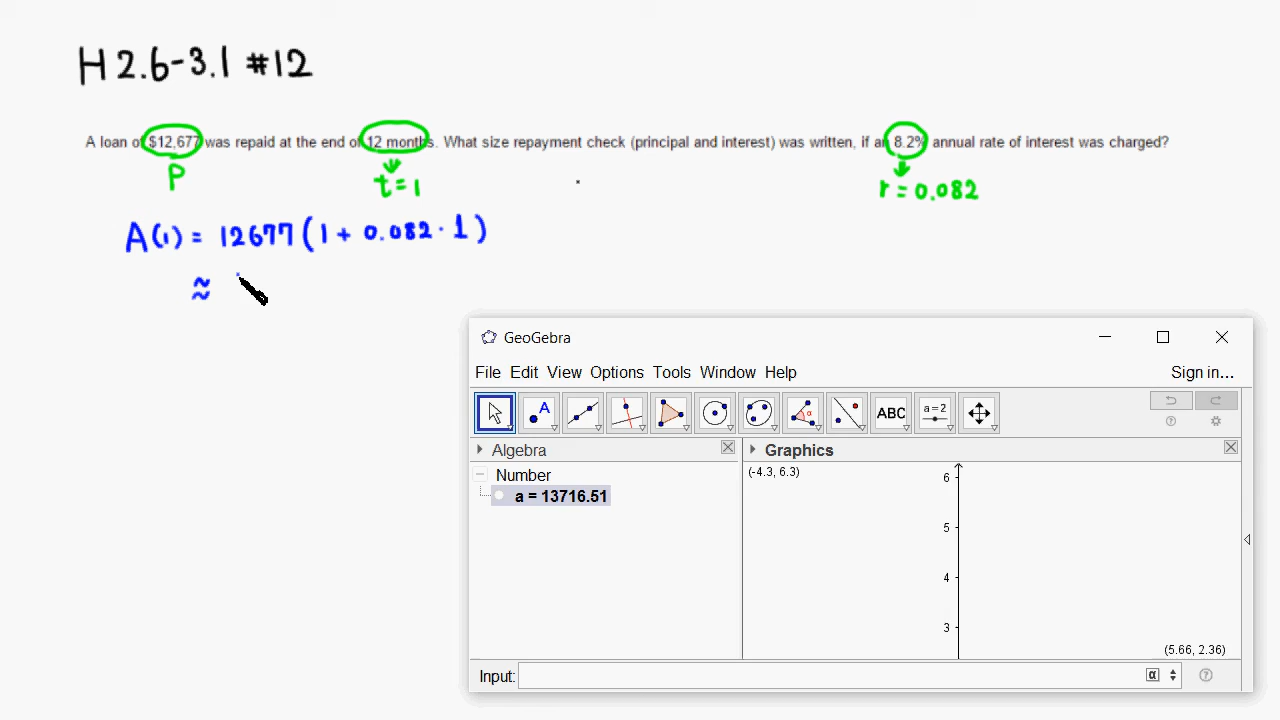 H 2.6-3.1 #12
A loan of $12,677 was repaid at the end of 12 months. What size repayment check (principal and interest) was written, if an 8.2% annual rate of interest was charged?
P
t = 1
r = 0.082
A(1) = 12677(1 + 0.082 · 1)
≈
GeoGebra
File Edit View Options Tools Window Help
Sign in...
A
α
ABC
a = 2
Algebra
Graphics
Number
a = 13716.51
(-4.3, 6.3)
6
5
4
3
(5.66, 2.36)
Input:
α